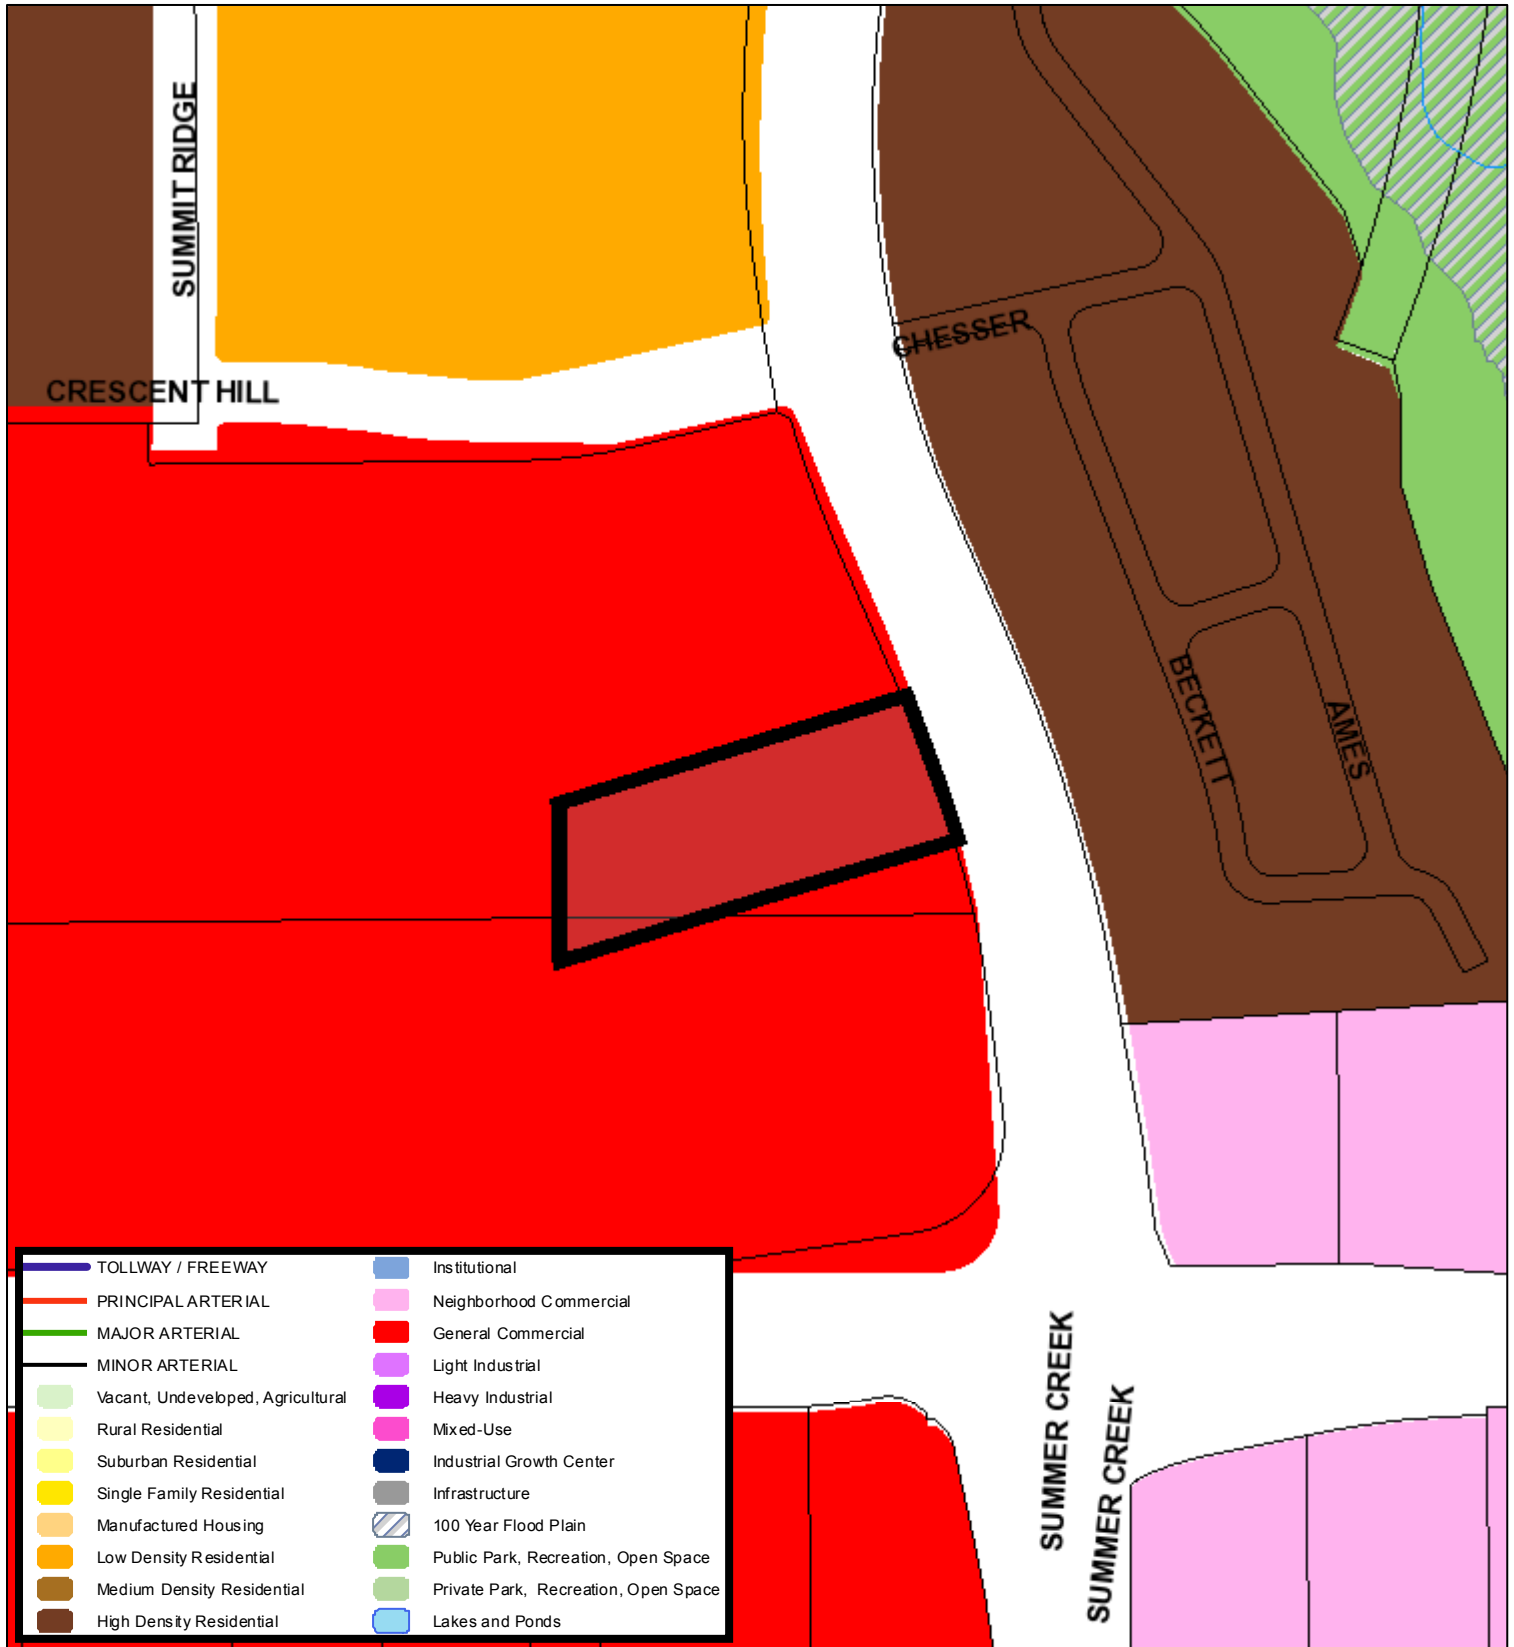 SUMMIT RIDGE
CRESCENT HILL
CHESSER
BECKETT
AMES
SUMMER CREEK
SUMMER CREEK
TOLLWAY / FREEWAY
PRINCIPAL ARTERIAL
MAJOR ARTERIAL
MINOR ARTERIAL
Vacant, Undeveloped, Agricultural
Rural Residential
Suburban Residential
Single Family Residential
Manufactured Housing
Low Density Residential
Medium Density Residential
High Density Residential
Institutional
Neighborhood Commercial
General Commercial
Light Industrial
Heavy Industrial
Mixed-Use
Industrial Growth Center
Infrastructure
100 Year Flood Plain
Public Park, Recreation, Open Space
Private Park, Recreation, Open Space
Lakes and Ponds